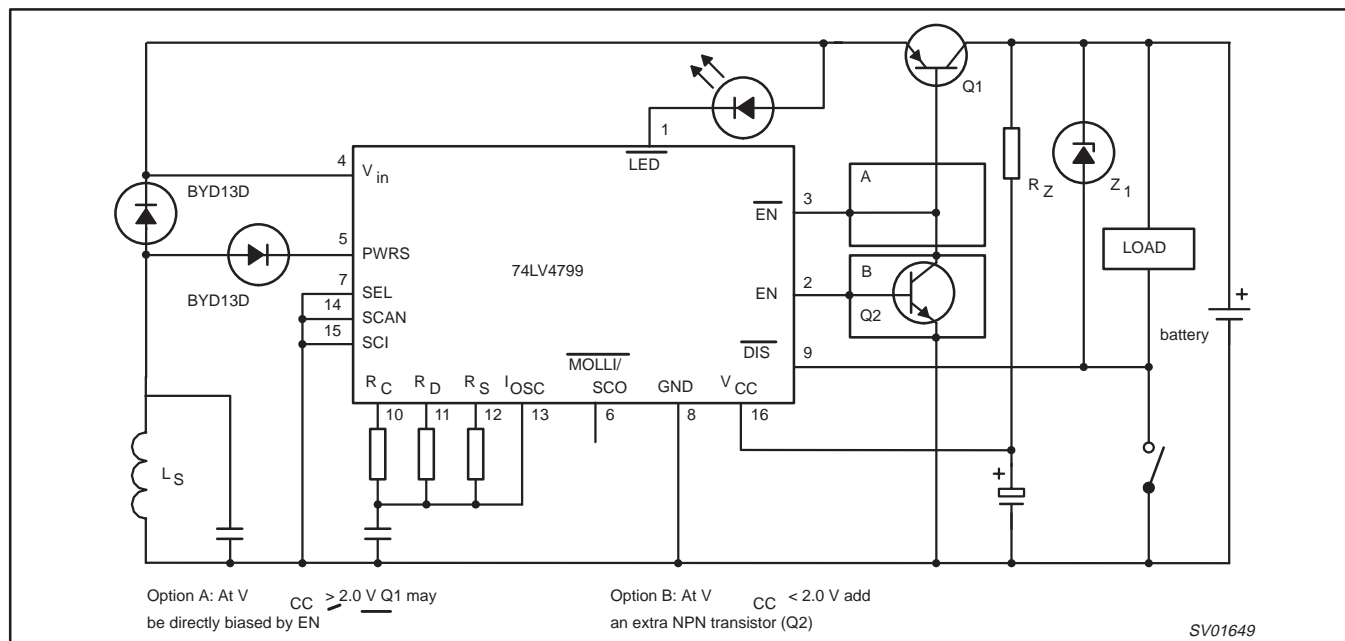 Q1
1
LED
4
V in
BYD13D
A
3
EN
R Z
Z 1
5
PWRS
BYD13D
74LV4799
LOAD
7
SEL
B
2
EN
14
SCAN
Q2
+
15
SCI
battery
DIS
9
MOLLI/
SCO
R C
R D
R S
I OSC
GND
V CC
10
11
12
13
6
8
16
+
L S
Option A: At V CC > 2.0 V Q1 may
be directly biased by EN
Option B: At V CC < 2.0 V add
an extra NPN transistor (Q2)
SV01649